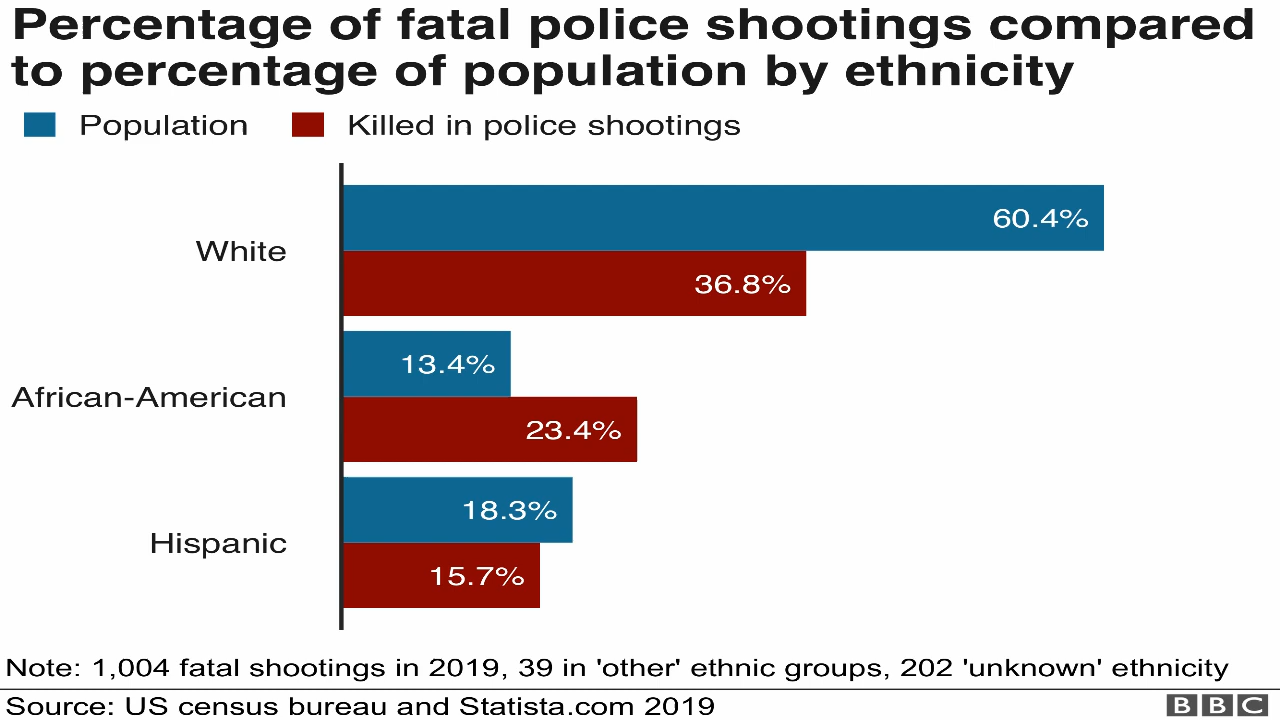 Percentage of fatal police shootings compared
to percentage of population by ethnicity
Population Killed in police shootings
White
60.4%
36.8%
African-American
13.4%
23.4%
Hispanic
18.3%
15.7%
Note: 1,004 fatal shootings in 2019, 39 in 'other' ethnic groups, 202 'unknown' ethnicity
Source: US census bureau and Statista.com 2019
BBC